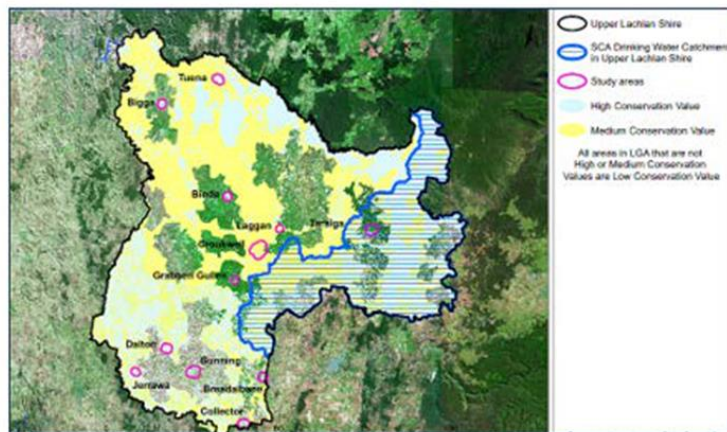 Upper Lachlan Shire
SCA Drinking Water Catchment
in Upper Lachlan Shire
Study areas
High Conservation Value
Medium Conservation Value
All areas in LGA that are not
High or Medium Conservation
Values are Low Conservation Value
Tuena
Bigga
Binda
Laggan
Taralga
Crookwell
Grabben Gullen
Dalton
Gunning
Jerrawa
Breadalbane
Collector